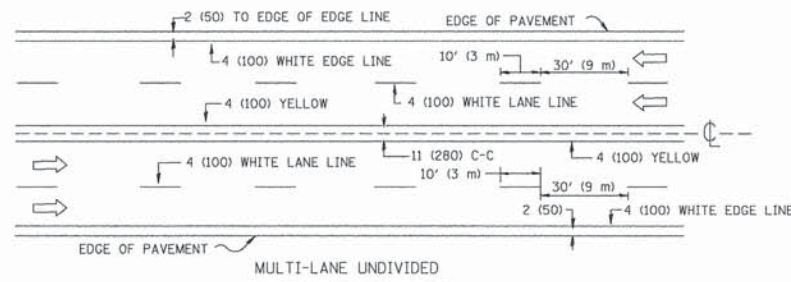 2 (50) TO EDGE OF EDGE LINE
EDGE OF PAVEMENT
4 (100) WHITE EDGE LINE
10' (3 m)
30' (9 m)
4 (100) YELLOW
4 (100) WHITE LANE LINE
℄
4 (100) WHITE LANE LINE
11 (280) C-C
4 (100) YELLOW
10' (3 m)
30' (9 m)
2 (50)
4 (100) WHITE EDGE LINE
EDGE OF PAVEMENT
MULTI-LANE UNDIVIDED